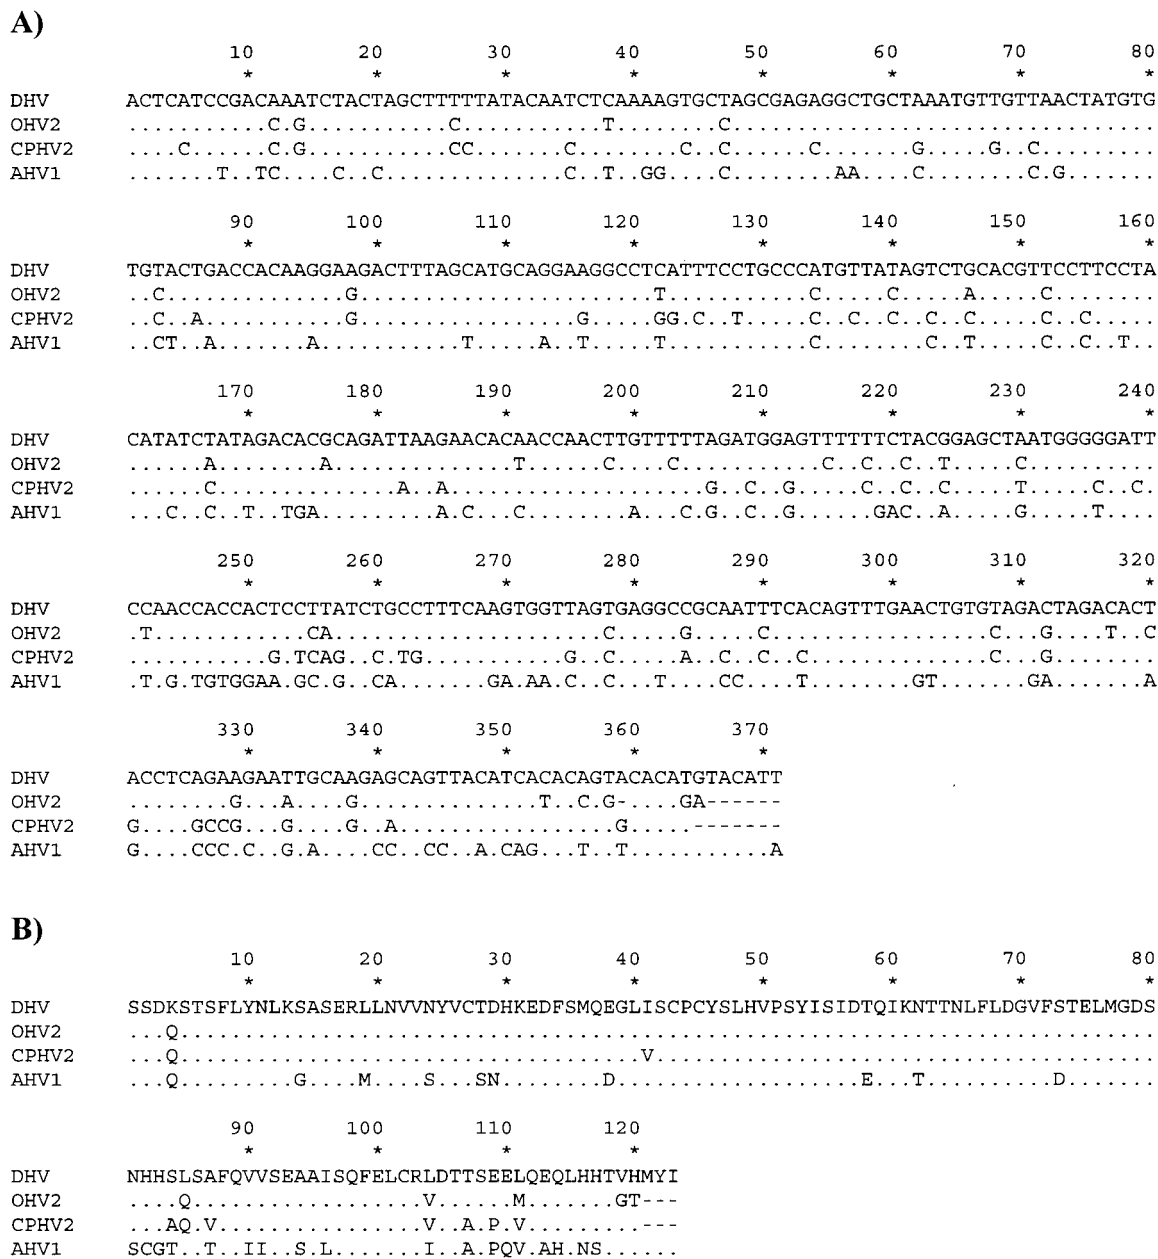 A)
10 20 30 40 50 60 70 80
* * * * * * * *
DHV ACTCATCCGACAAATCTACTAGCTTTTTATACAATCTCAAAAGTGCTAGCGAGAGGCTGCTAAATGTTGTTAACTATGTG
OHV2 ...........C.G...........C...........T........C.................................
CPHV2 ....C......C.G...........CC.......C........C..C......C.......G.....G..C.........
AHV1 .......T..TC....C..C..............C..T..GG....C........AA....C........C.G.......
90 100 110 120 130 140 150 160
* * * * * * * *
DHV TGTACTGACCACAAGGAAGACTTTAGCATGCAGGAAGGCCTCATTTCCTGCCCATGTTATAGTCTGCACGTTCCTTCCTA
OHV2 ..C..............G.......................T...........C.....C.....A.....C........
CPHV2 ..C..A...........G.................G.....GG.C..T.....C..C..C..C..C.....C..C.....
AHV1 ..CT..A.......A...........T.....A..T.....T...........C........C..T.....C..C..T..
170 180 190 200 210 220 230 240
* * * * * * * *
DHV CATATCTATAGACACGCAGATTAAGAACACAACCAACTTGTTTTTAGATGGAGTTTTTTCTACGGAGCTAATGGGGGATT
OHV2 ......A........A..............T......C....C...........C..C..C..T.....C..........
CPHV2 ......C..............A..A....................G..C..G.....C..C..C.....T.....C..C.
AHV1 ...C..C..T..TGA.........A.C...C........A...C.G..C..G......GAC..A.....G.....T....
250 260 270 280 290 300 310 320
* * * * * * * *
DHV CCAACCACCACTCCTTATCTGCCTTTCAAGTGGTTAGTGAGGCCGCAATTTCACAGTTTGAACTGTGTAGACTAGACACT
OHV2 .T............CA.....................C.....G.....C.................C...G....T..C
CPHV2 ...........G.TCAG..C.TG...........G..C.....A..C..C..C..............C...G........
AHV1 .T.G.TGTGGAA.GC.G..CA.......GA.AA.C..C...T....CC....T........GT.......GA.......A
330 340 350 360 370
* * * * *
DHV ACCTCAGAAGAATTGCAAGAGCAGTTACATCACACAGTACACATGTACATT
OHV2 ........G...A....G..............T..C.G-....GA------
CPHV2 G....GCCG...G....G..A.................G.....-------
AHV1 G....CCC.C..G.A....CC..CC..A.CAG...T..T...........A
B)
10 20 30 40 50 60 70 80
* * * * * * * *
DHV SSDKSTSFLYNLKSASERLLNVVNYVCTDHKEDFSMQEGLISCPCYSLHVPSYISIDTQIKNTTNLFLDGVFSTELMGDS
OHV2 ...Q............................................................................
CPHV2 ...Q....................................V.......................................
AHV1 ...Q.........G....M....S...SN.......D...................E...T..........D.......
90 100 110 120
* * * *
DHV NHHSLSAFQVVSEAAISQFELCRLDTTSEELQEQLHHTVHMYI
OHV2 ....Q..................V......M.......GT---
CPHV2 ...AQ.V................V..A.P.V.........---
AHV1 SCGT..T..II...S.L.......I..A.PQV.AH.NS......